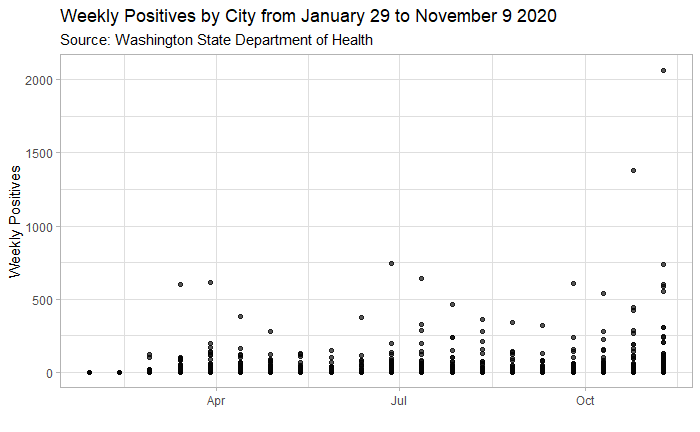 Weekly Positives by City from January 29 to November 9 2020
Source: Washington State Department of Health
2000
1500
1000
500
0
Weekly Positives
Apr
Jul
Oct